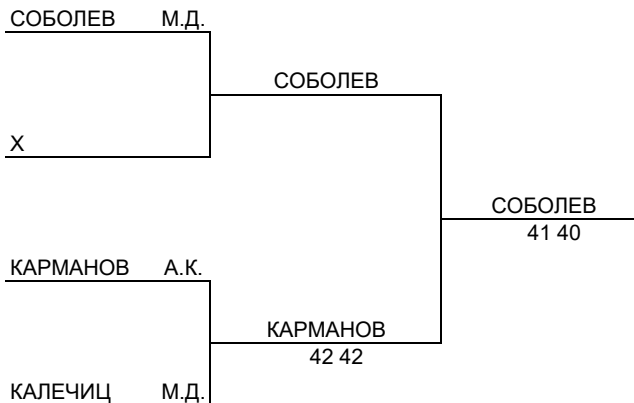 СОБОЛЕВ М.Д.
СОБОЛЕВ
X
СОБОЛЕВ
41 40
КАРМАНОВ А.К.
КАРМАНОВ
42 42
КАЛЕЧИЦ М.Д.